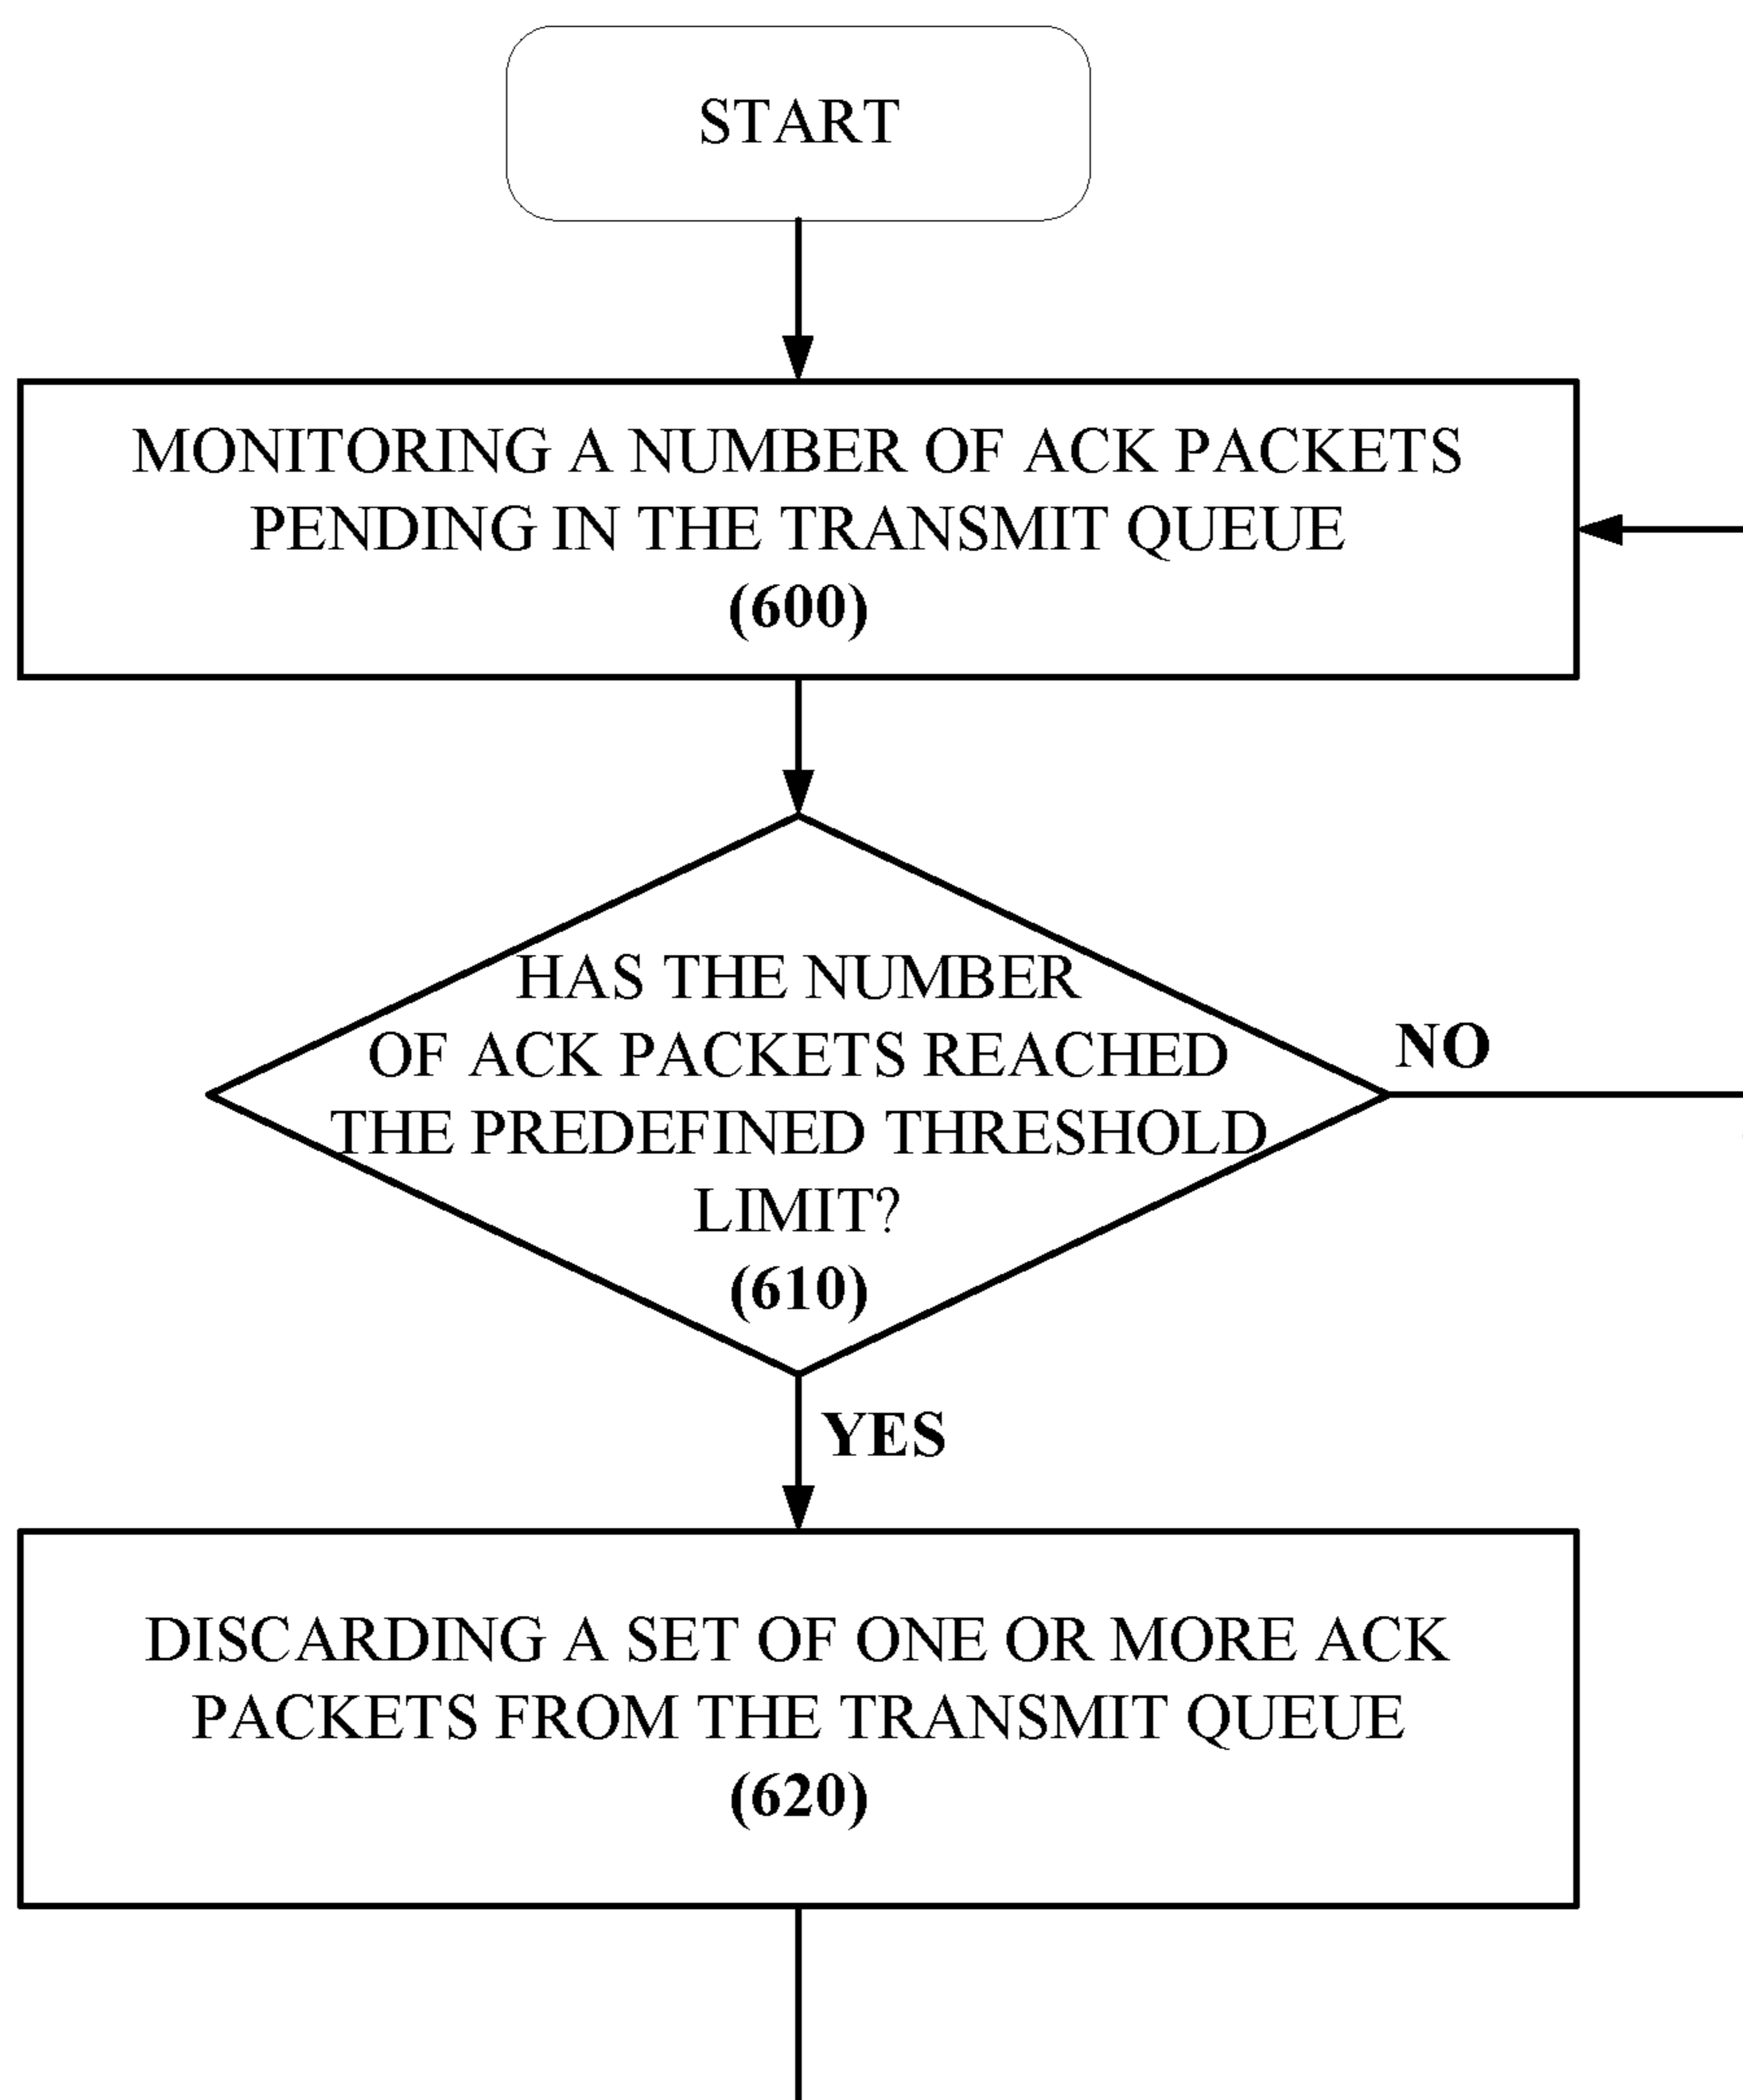 START
MONITORING A NUMBER OF ACK PACKETS
PENDING IN THE TRANSMIT QUEUE
(600)
HAS THE NUMBER
OF ACK PACKETS REACHED
THE PREDEFINED THRESHOLD
LIMIT?
(610)
NO
YES
DISCARDING A SET OF ONE OR MORE ACK
PACKETS FROM THE TRANSMIT QUEUE
(620)